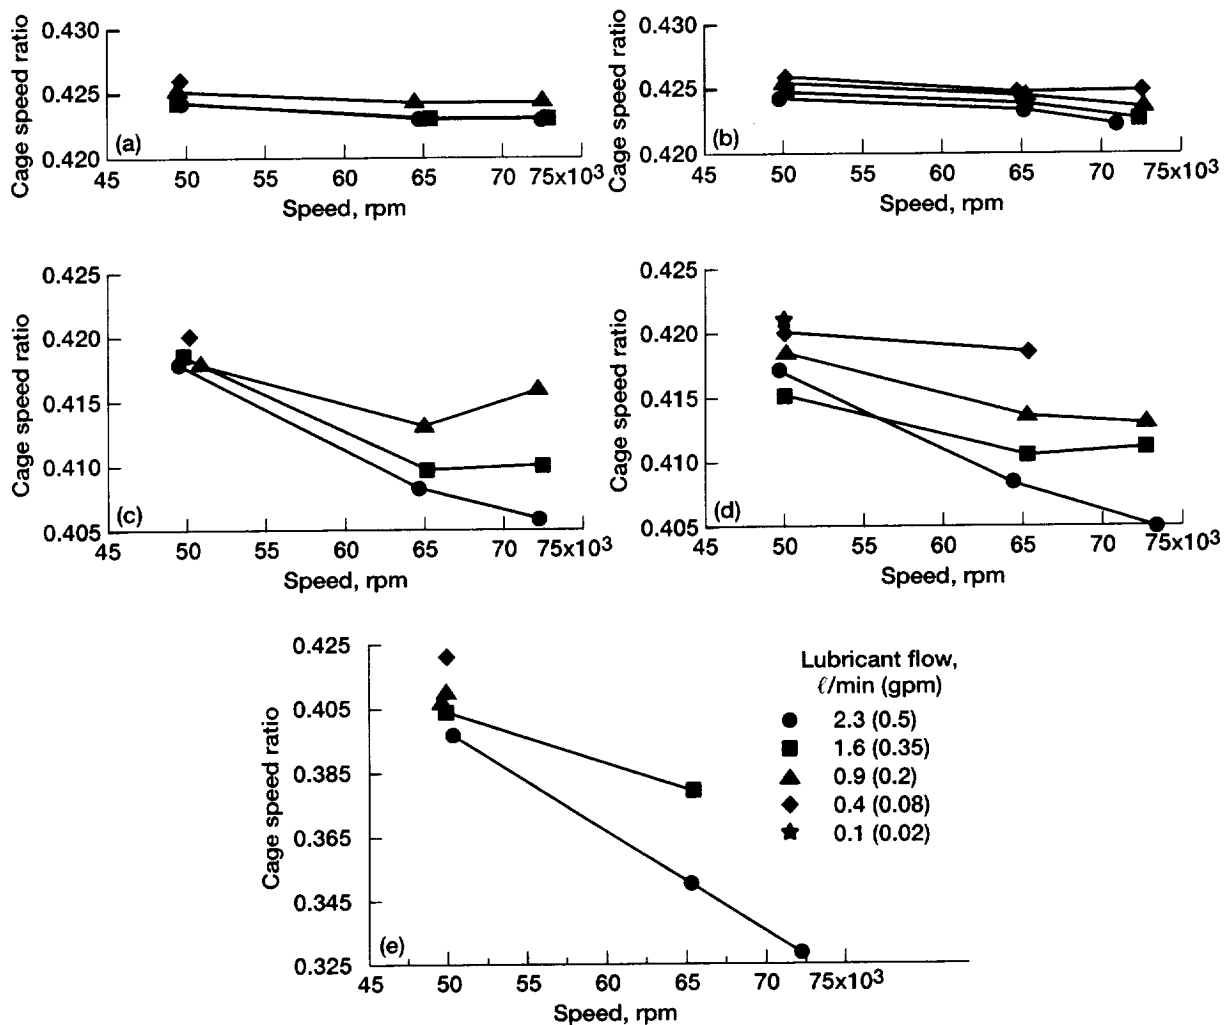 0.430
0.425
0.420
Cage speed ratio
(a)
45 50 55 60 65 70 75x10³
Speed, rpm
0.430
0.425
0.420
Cage speed ratio
(b)
45 50 55 60 65 70 75x10³
Speed, rpm
0.425
0.420
0.415
0.410
0.405
Cage speed ratio
(c)
45 50 55 60 65 70 75x10³
Speed, rpm
0.425
0.420
0.415
0.410
0.405
Cage speed ratio
(d)
45 50 55 60 65 70 75x10³
Speed, rpm
0.425
0.405
0.385
0.365
0.345
0.325
Cage speed ratio
(e)
45 50 55 60 65 70 75x10³
Speed, rpm
Lubricant flow,
ℓ/min (gpm)
2.3 (0.5)
1.6 (0.35)
0.9 (0.2)
0.4 (0.08)
0.1 (0.02)